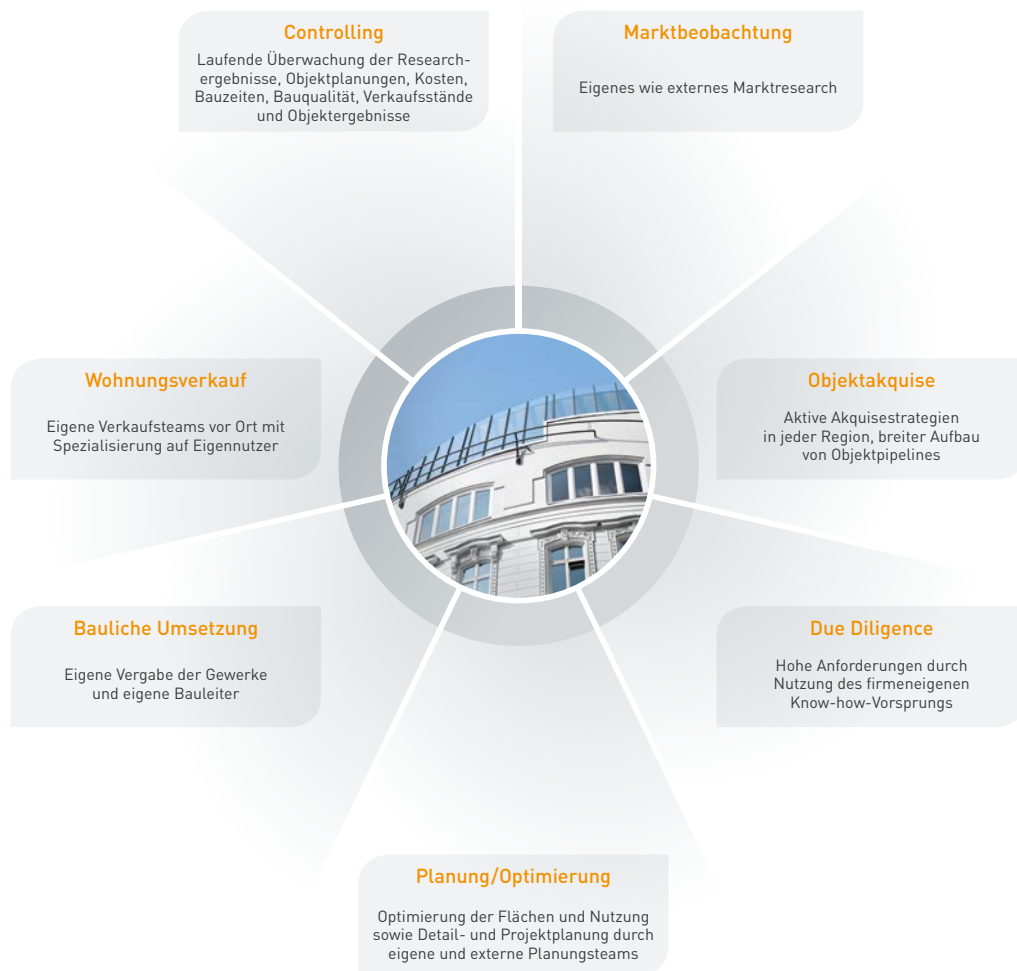 Controlling
Laufende Überwachung der Research-
ergebnisse, Objektplanungen, Kosten,
Bauzeiten, Bauqualität, Verkaufsstände
und Objektergebnisse
Marktbeobachtung
Eigenes wie externes Marktresearch
Wohnungsverkauf
Eigene Verkaufsteams vor Ort mit
Spezialisierung auf Eigennutzer
Objektakquise
Aktive Akquisestrategien
in jeder Region, breiter Aufbau
von Objektpipelines
Bauliche Umsetzung
Eigene Vergabe der Gewerke
und eigene Bauleiter
Due Diligence
Hohe Anforderungen durch
Nutzung des firmeneigenen
Know-how-Vorsprungs
Planung/Optimierung
Optimierung der Flächen und Nutzung
sowie Detail- und Projektplanung durch
eigene und externe Planungsteams